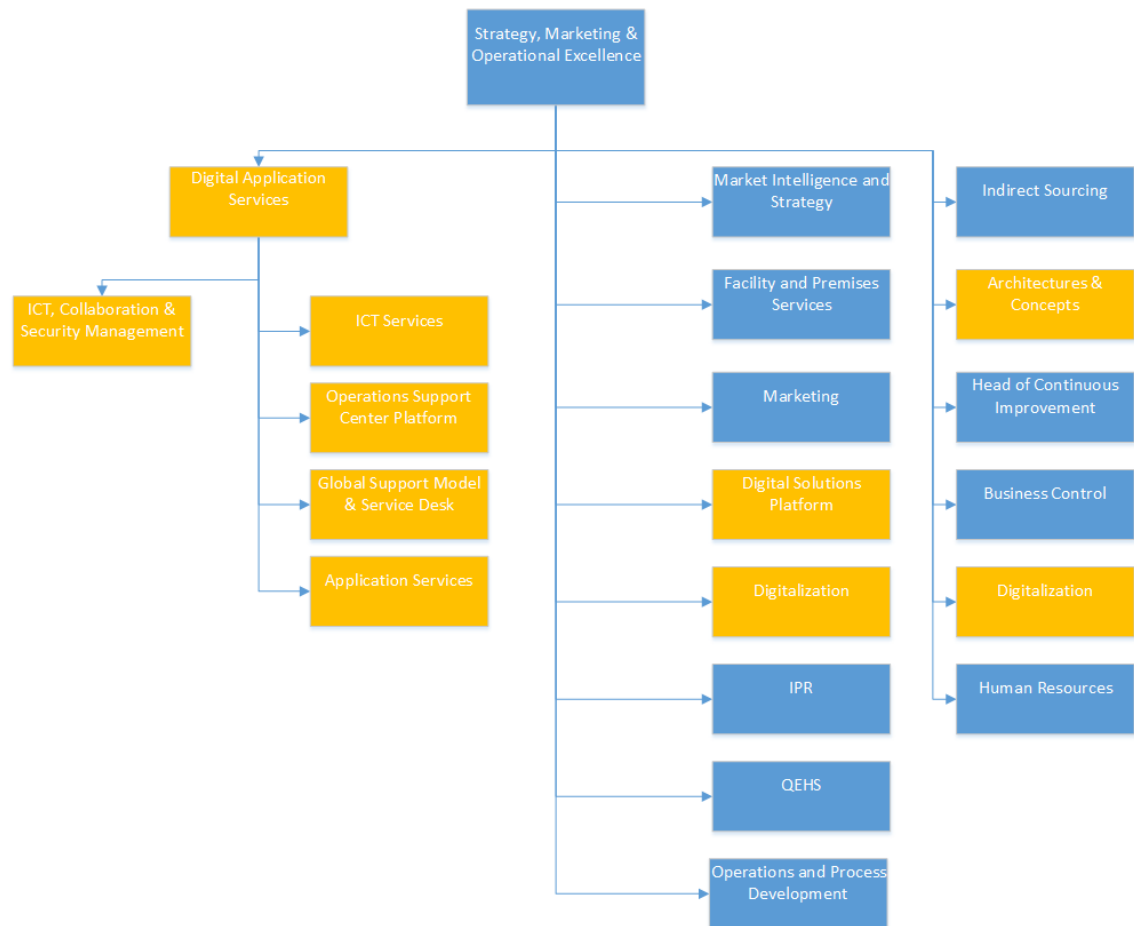 Strategy, Marketing &
Operational Excellence
Digital Application
Services
ICT, Collaboration &
Security Management
ICT Services
Operations Support
Center Platform
Global Support Model
& Service Desk
Application Services
Market Intelligence and
Strategy
Facility and Premises
Services
Marketing
Digital Solutions
Platform
Digitalization
IPR
QEHS
Operations and Process
Development
Indirect Sourcing
Architectures &
Concepts
Head of Continuous
Improvement
Business Control
Digitalization
Human Resources